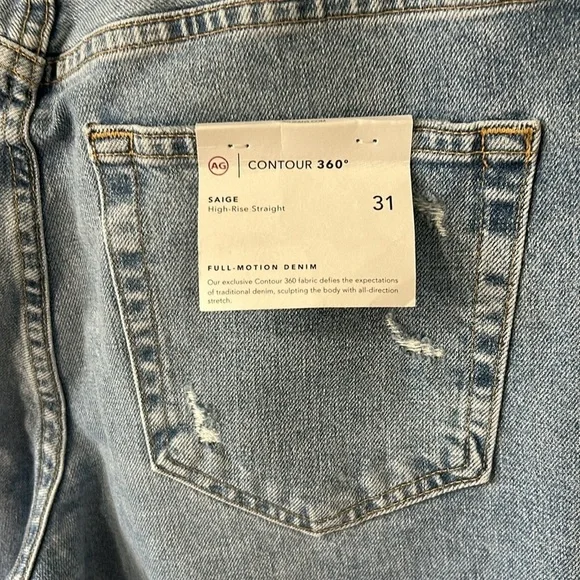 AG | CONTOUR 360°
SAIGE
High-Rise Straight
31
FULL-MOTION DENIM
Our exclusive Contour 360 fabric defies the expectations
of traditional denim, sculpting the body with all-direction
stretch.